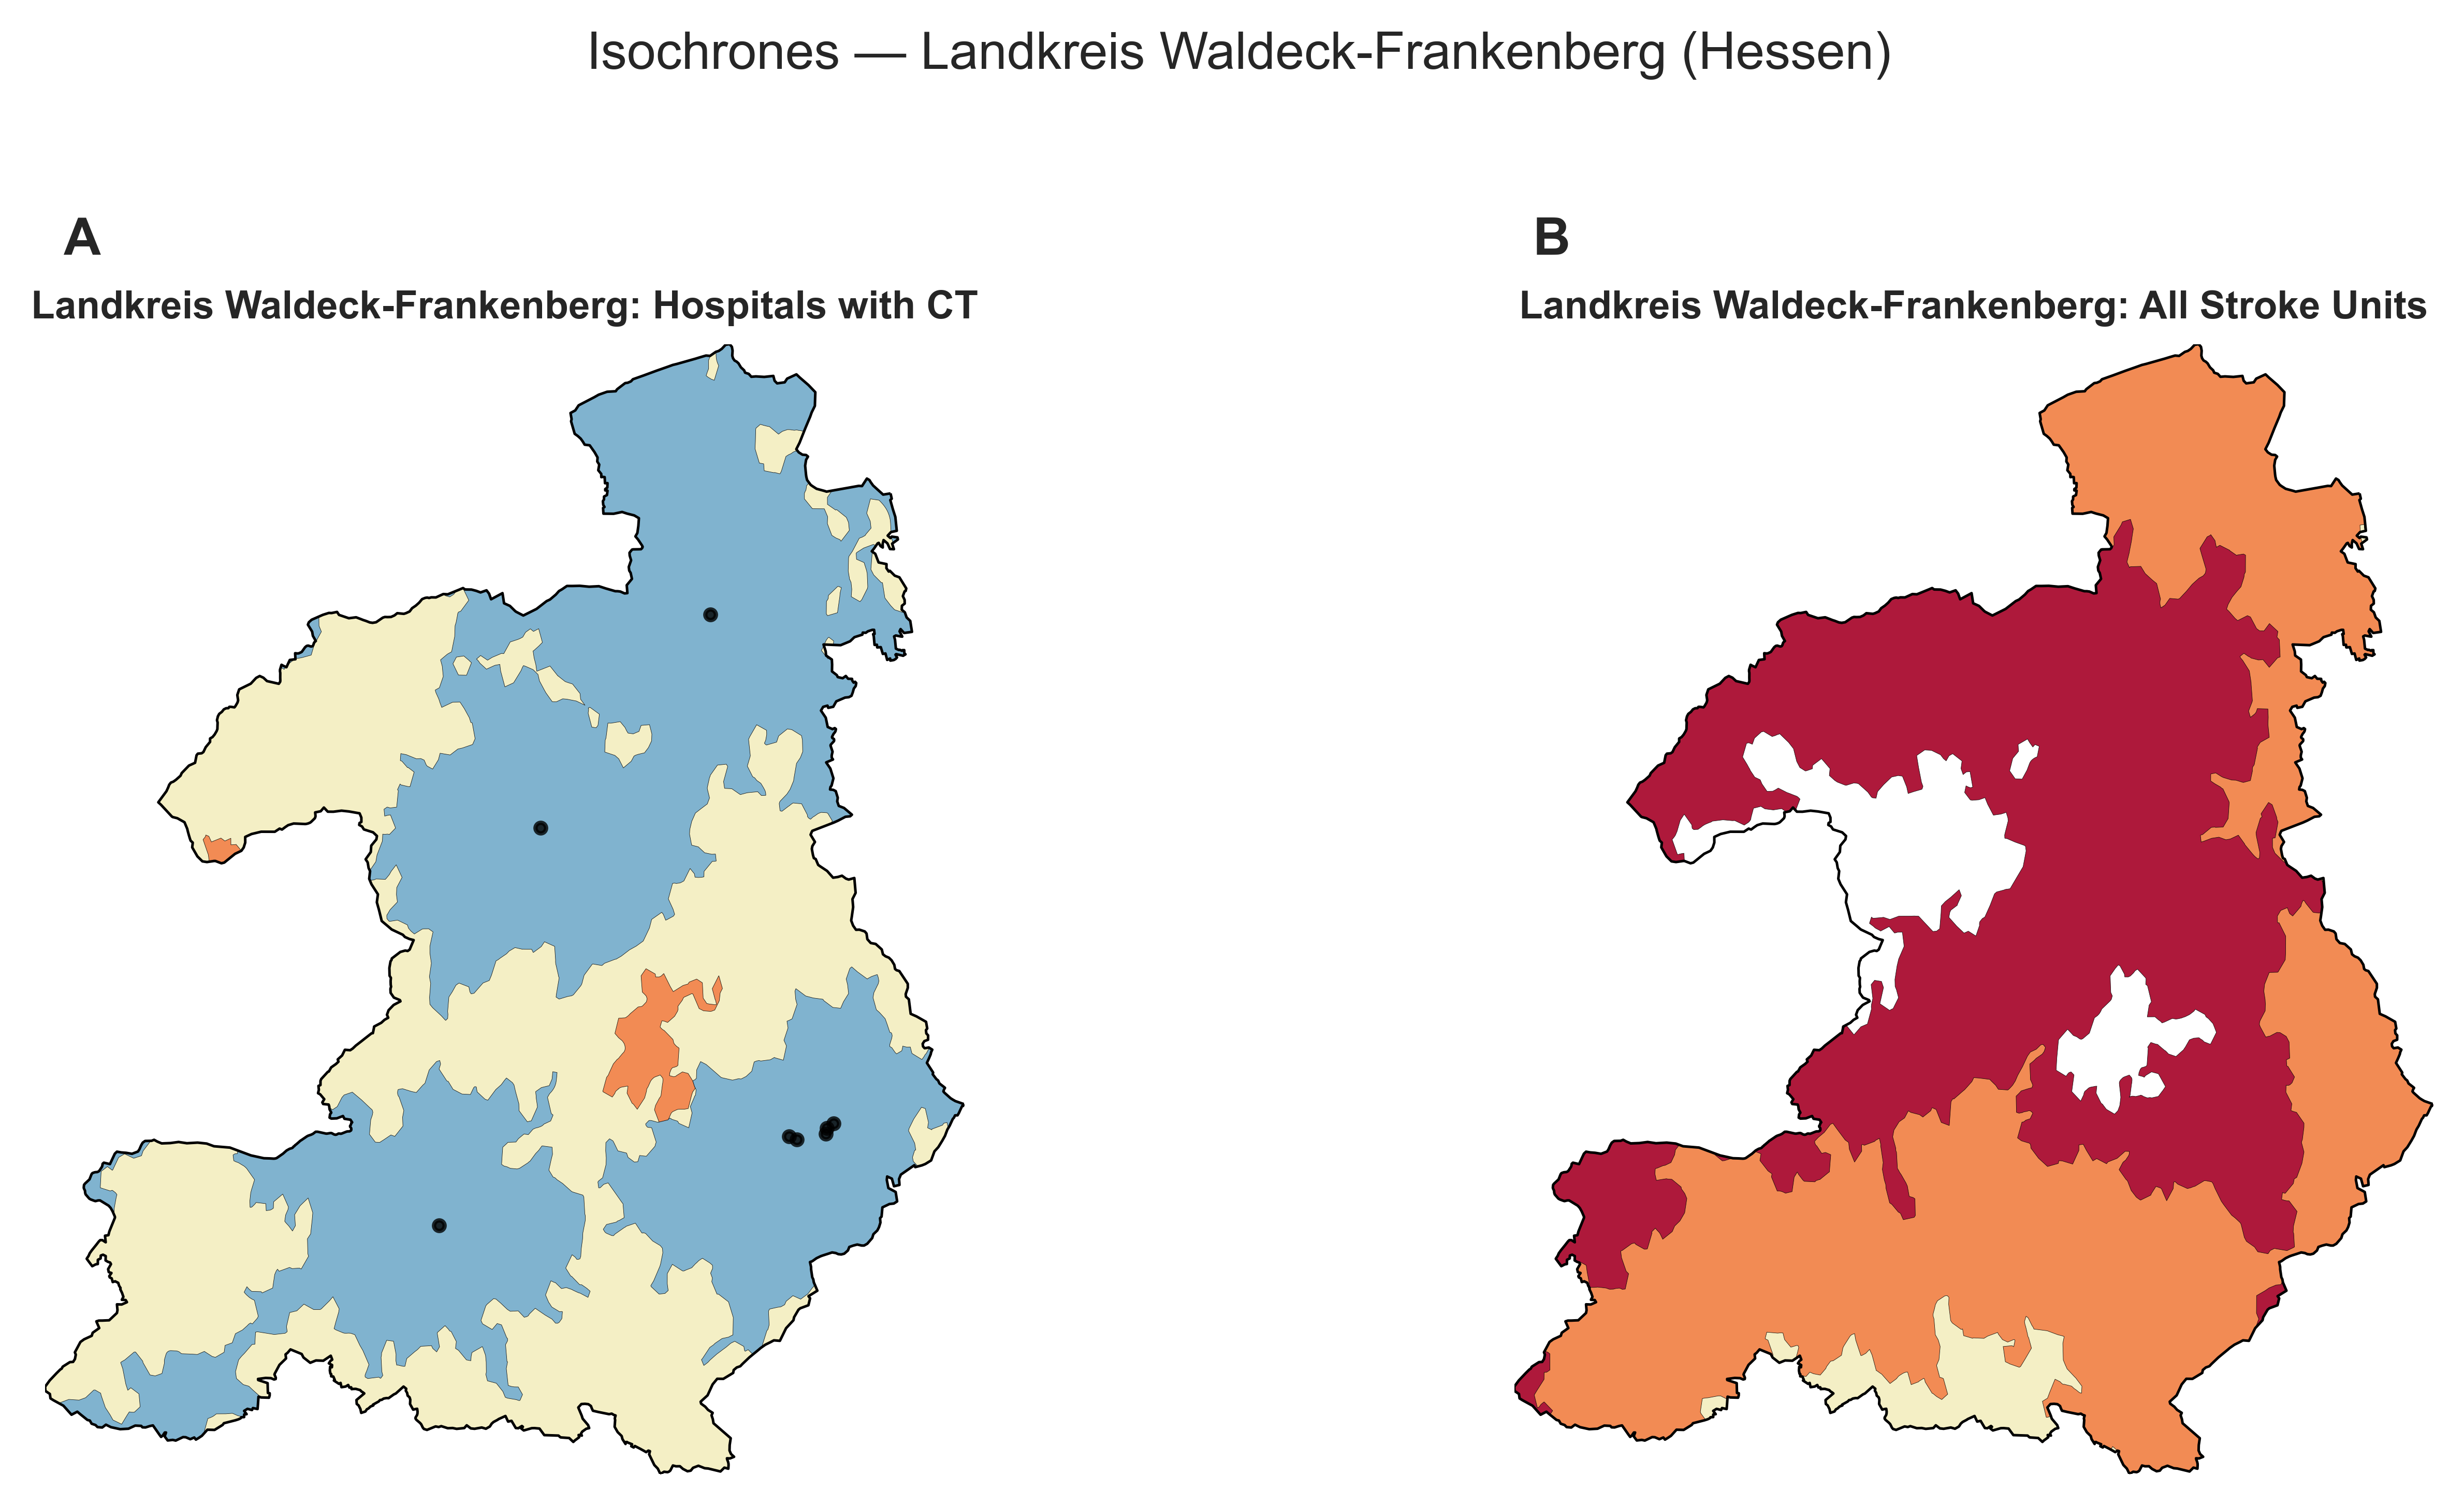 Isochrones — Landkreis Waldeck-Frankenberg (Hessen)
A
B
Landkreis Waldeck-Frankenberg: Hospitals with CT
Landkreis Waldeck-Frankenberg: All Stroke Units